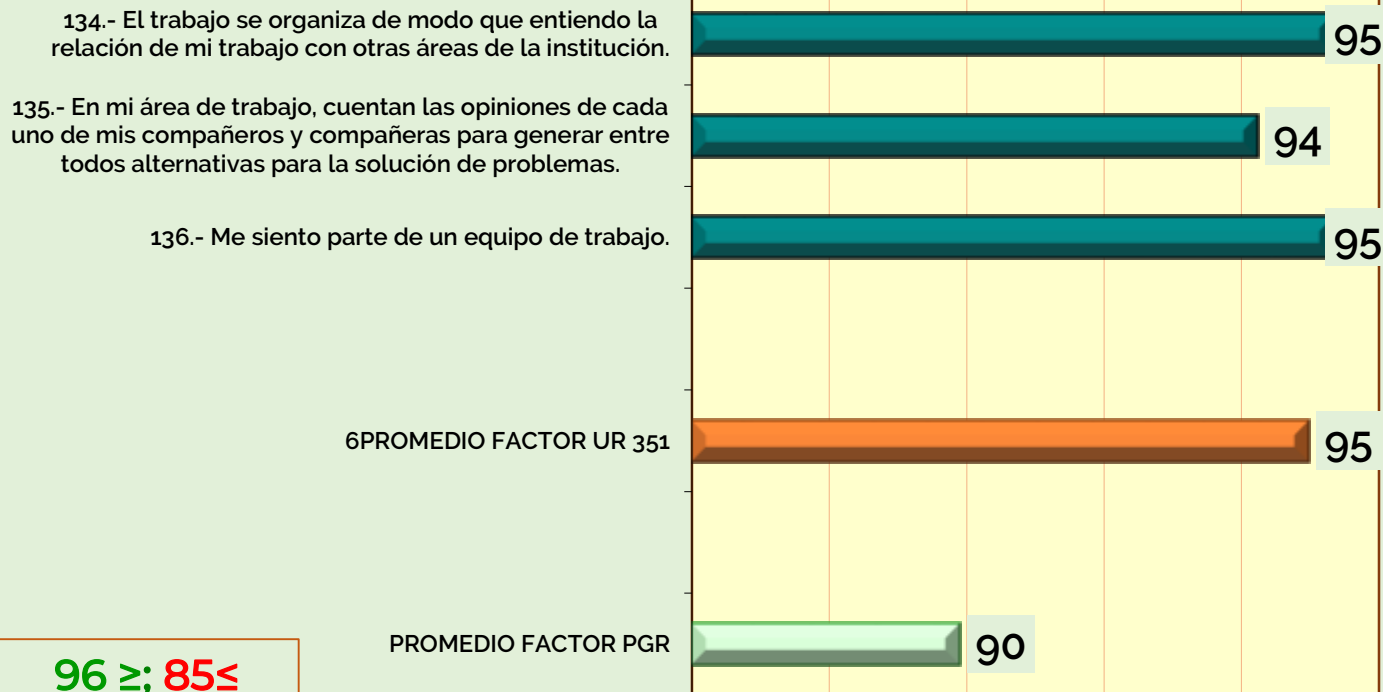 134.- El trabajo se organiza de modo que entiendo la
relación de mi trabajo con otras áreas de la institución.
95
135.- En mi área de trabajo, cuentan las opiniones de cada
uno de mis compañeros y compañeras para generar entre
todos alternativas para la solución de problemas.
94
136.- Me siento parte de un equipo de trabajo.
95
6PROMEDIO FACTOR UR 351
95
PROMEDIO FACTOR PGR
90
96 ≥; 85≤